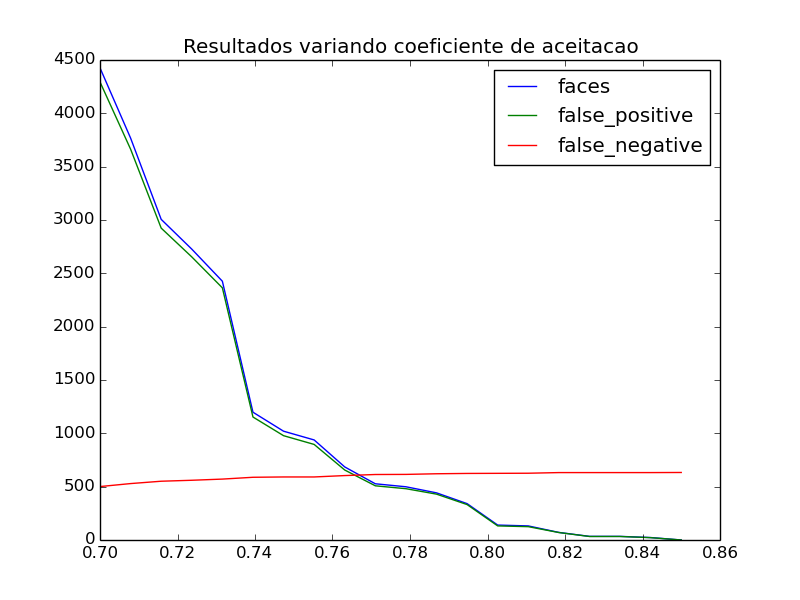 Resultados variando coeficiente de aceitacao
faces
false_positive
false_negative
4500
4000
3500
3000
2500
2000
1500
1000
500
0
0.70 0.72 0.74 0.76 0.78 0.80 0.82 0.84 0.86